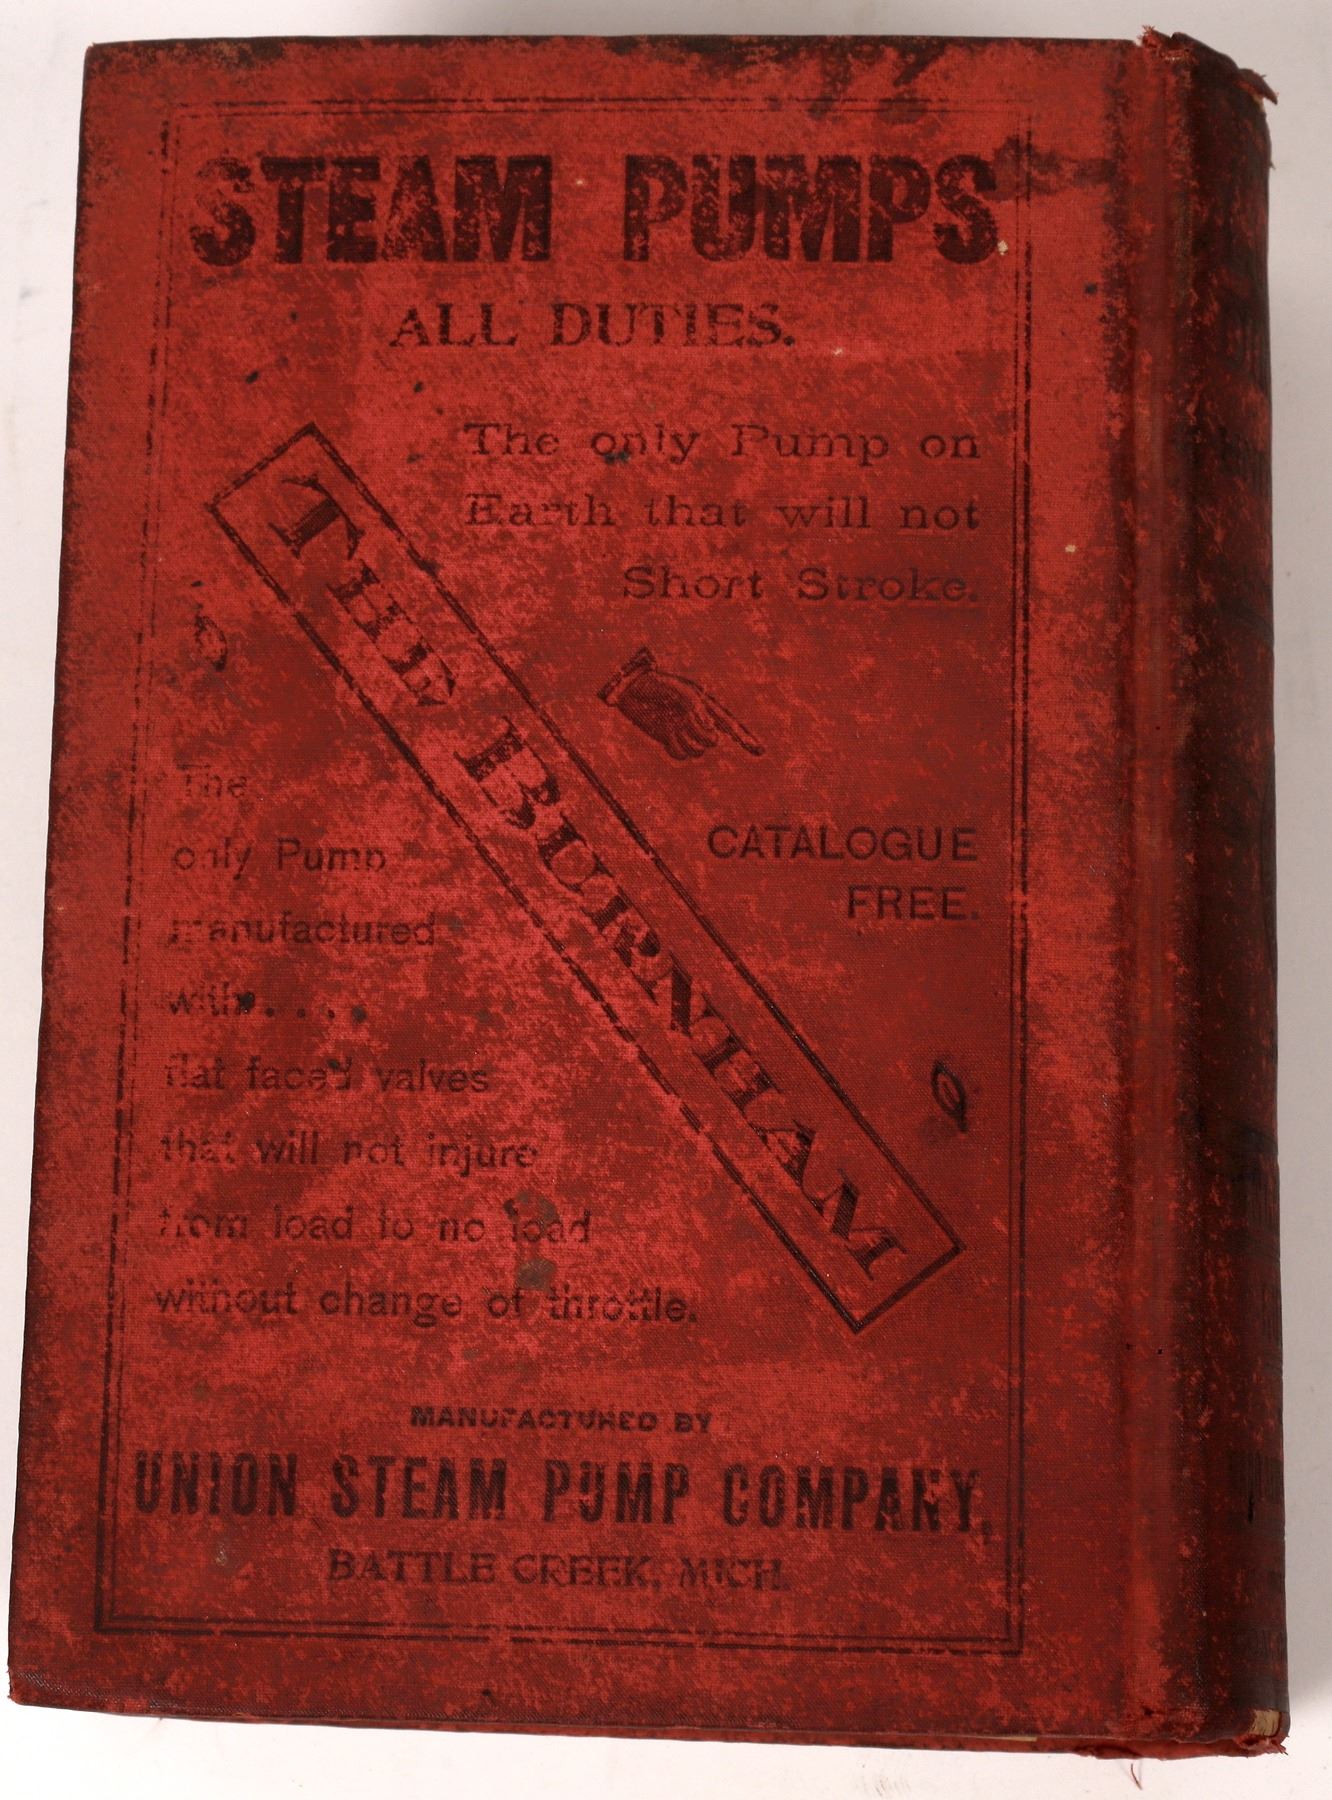 STEAM PUMPS
ALL DUTIES.
The only Pump on
Earth that will not
Short Stroke.
THE BURNHAM
CATALOGUE
FREE.
The
only Pump
manufactured
with....
flat faced valves
that will not injure
from load to no load
without change of throttle.
MANUFACTURED BY
UNION STEAM PUMP COMPANY,
BATTLE CREEK, MICH.